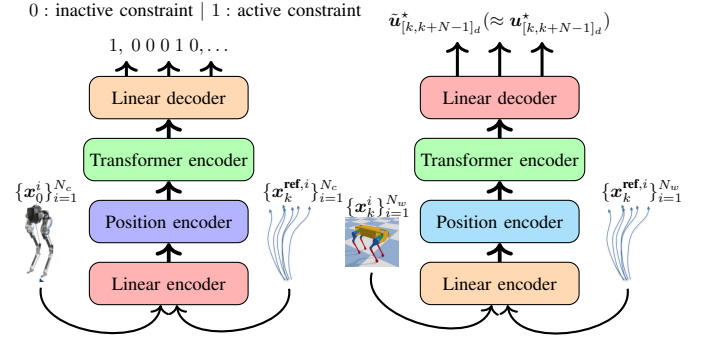 0 : inactive constraint | 1 : active constraint
1, 0 0 0 1 0, . . .
Linear decoder
Transformer encoder
{x_0^i}_{i=1}^{N_c}
{x_k^{ref,i}}_{i=1}^{N_c}
Position encoder
Linear encoder
ũ^⋆_{[k,k+N−1]_d}(≈ u^⋆_{[k,k+N−1]_d})
Linear decoder
Transformer encoder
{x_k^i}_{i=1}^{N_w}
{x_k^{ref,i}}_{i=1}^{N_w}
Position encoder
Linear encoder